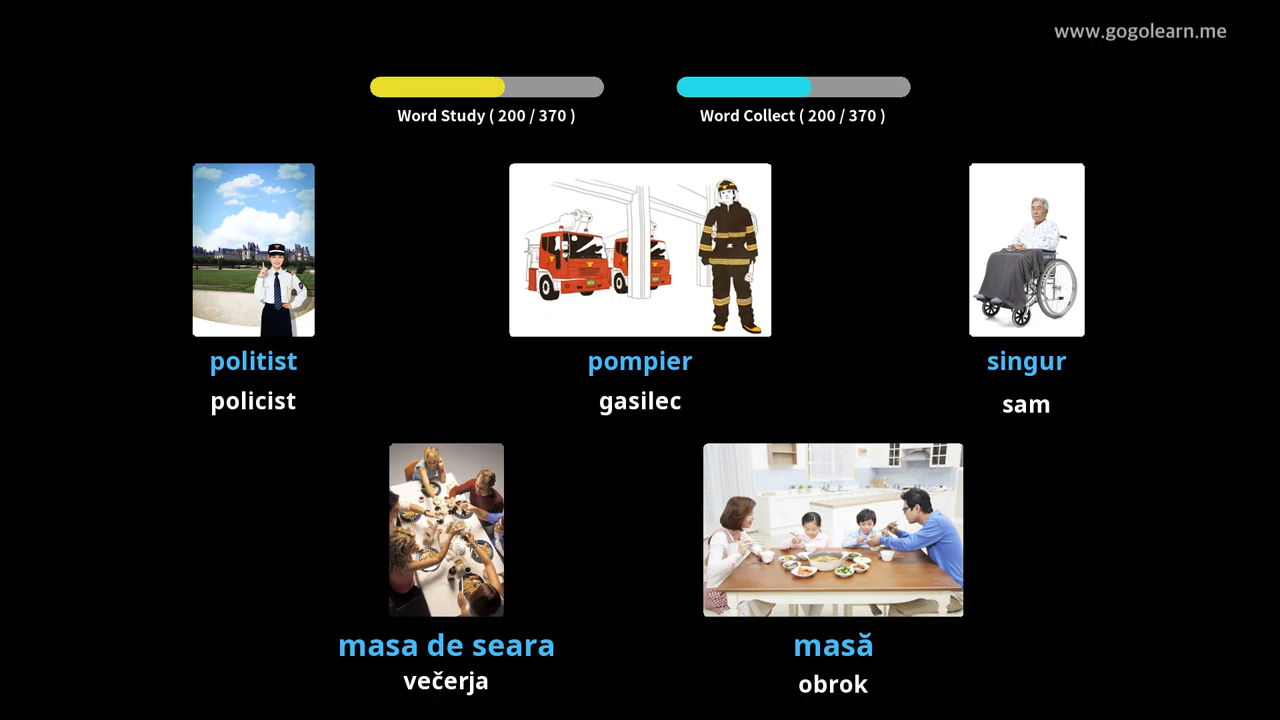 www.gogolearn.me
Word Study ( 200 / 370 )
Word Collect ( 200 / 370 )
politist
policist
pompier
gasilec
singur
sam
masa de seara
večerja
masă
obrok